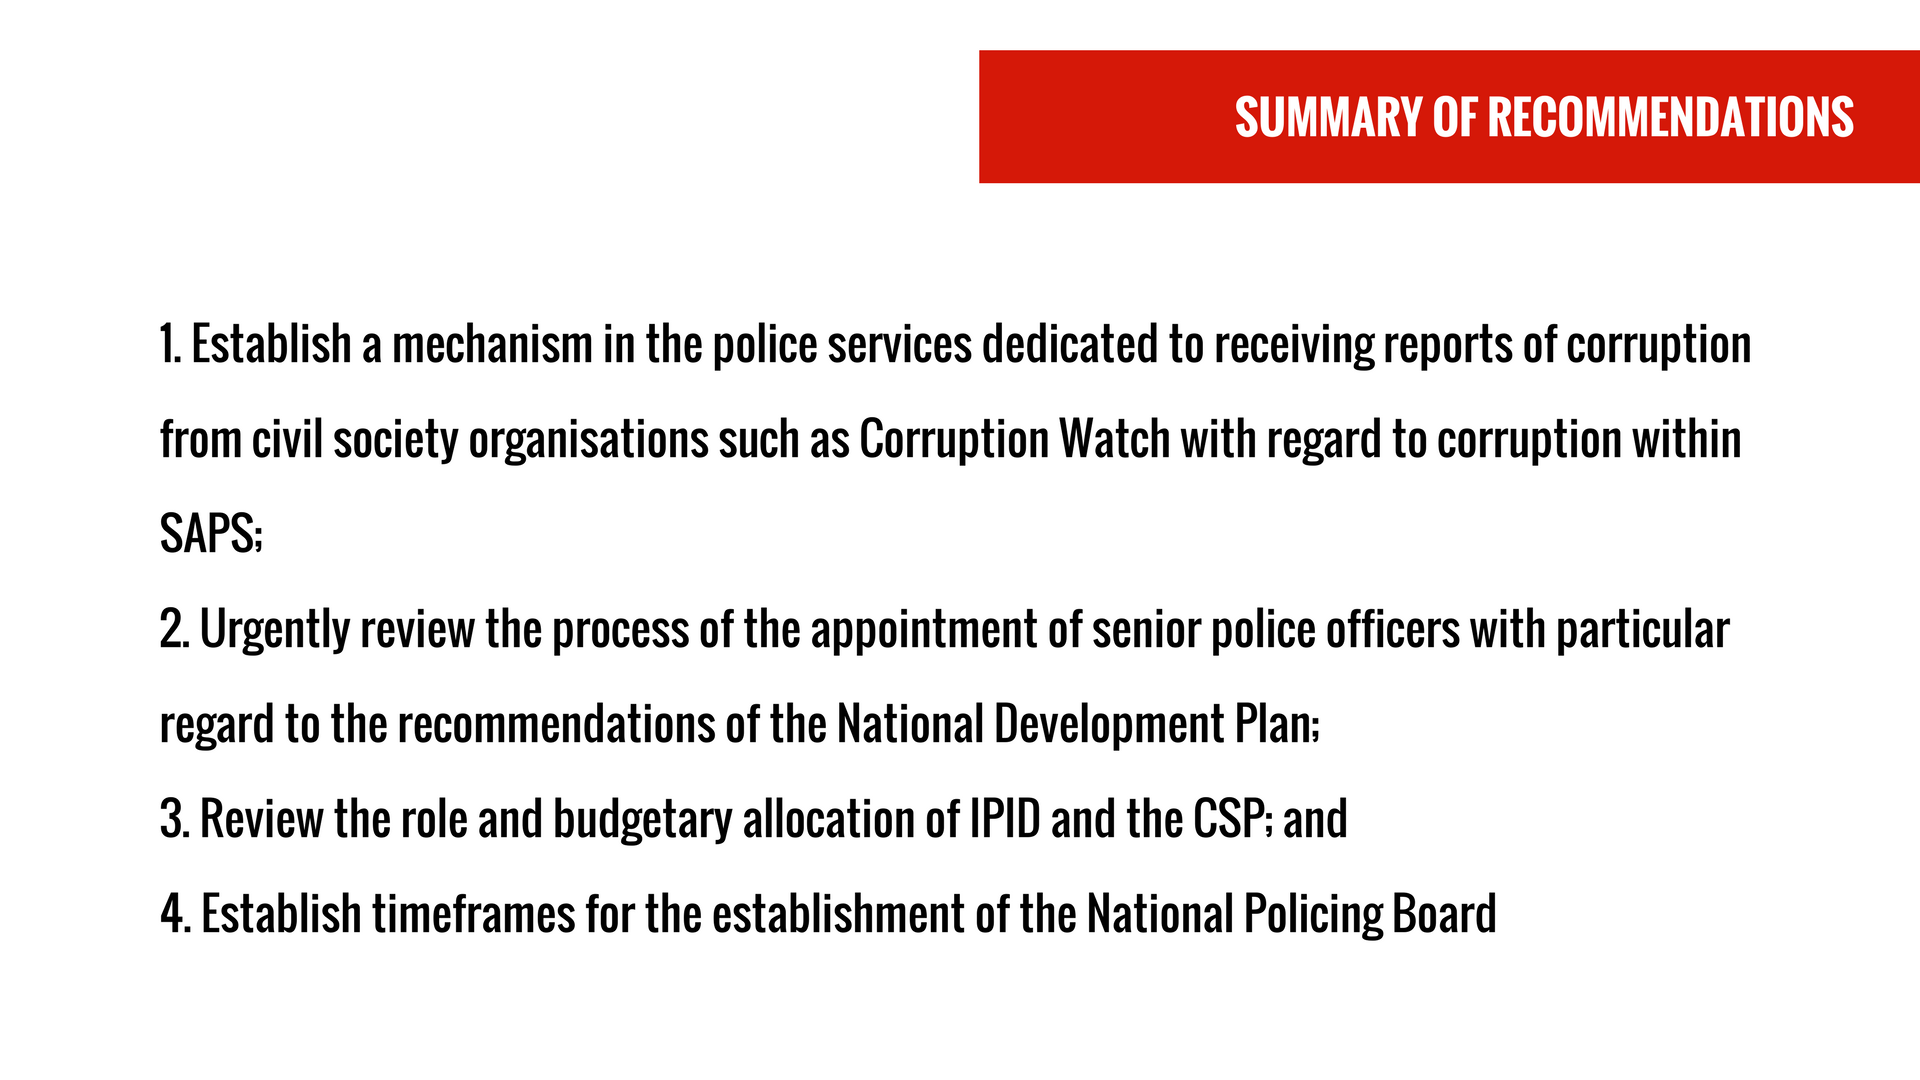 SUMMARY OF RECOMMENDATIONS
1. Establish a mechanism in the police services dedicated to receiving reports of corruption
from civil society organisations such as Corruption Watch with regard to corruption within
SAPS;
2. Urgently review the process of the appointment of senior police officers with particular
regard to the recommendations of the National Development Plan;
3. Review the role and budgetary allocation of IPID and the CSP; and
4. Establish timeframes for the establishment of the National Policing Board